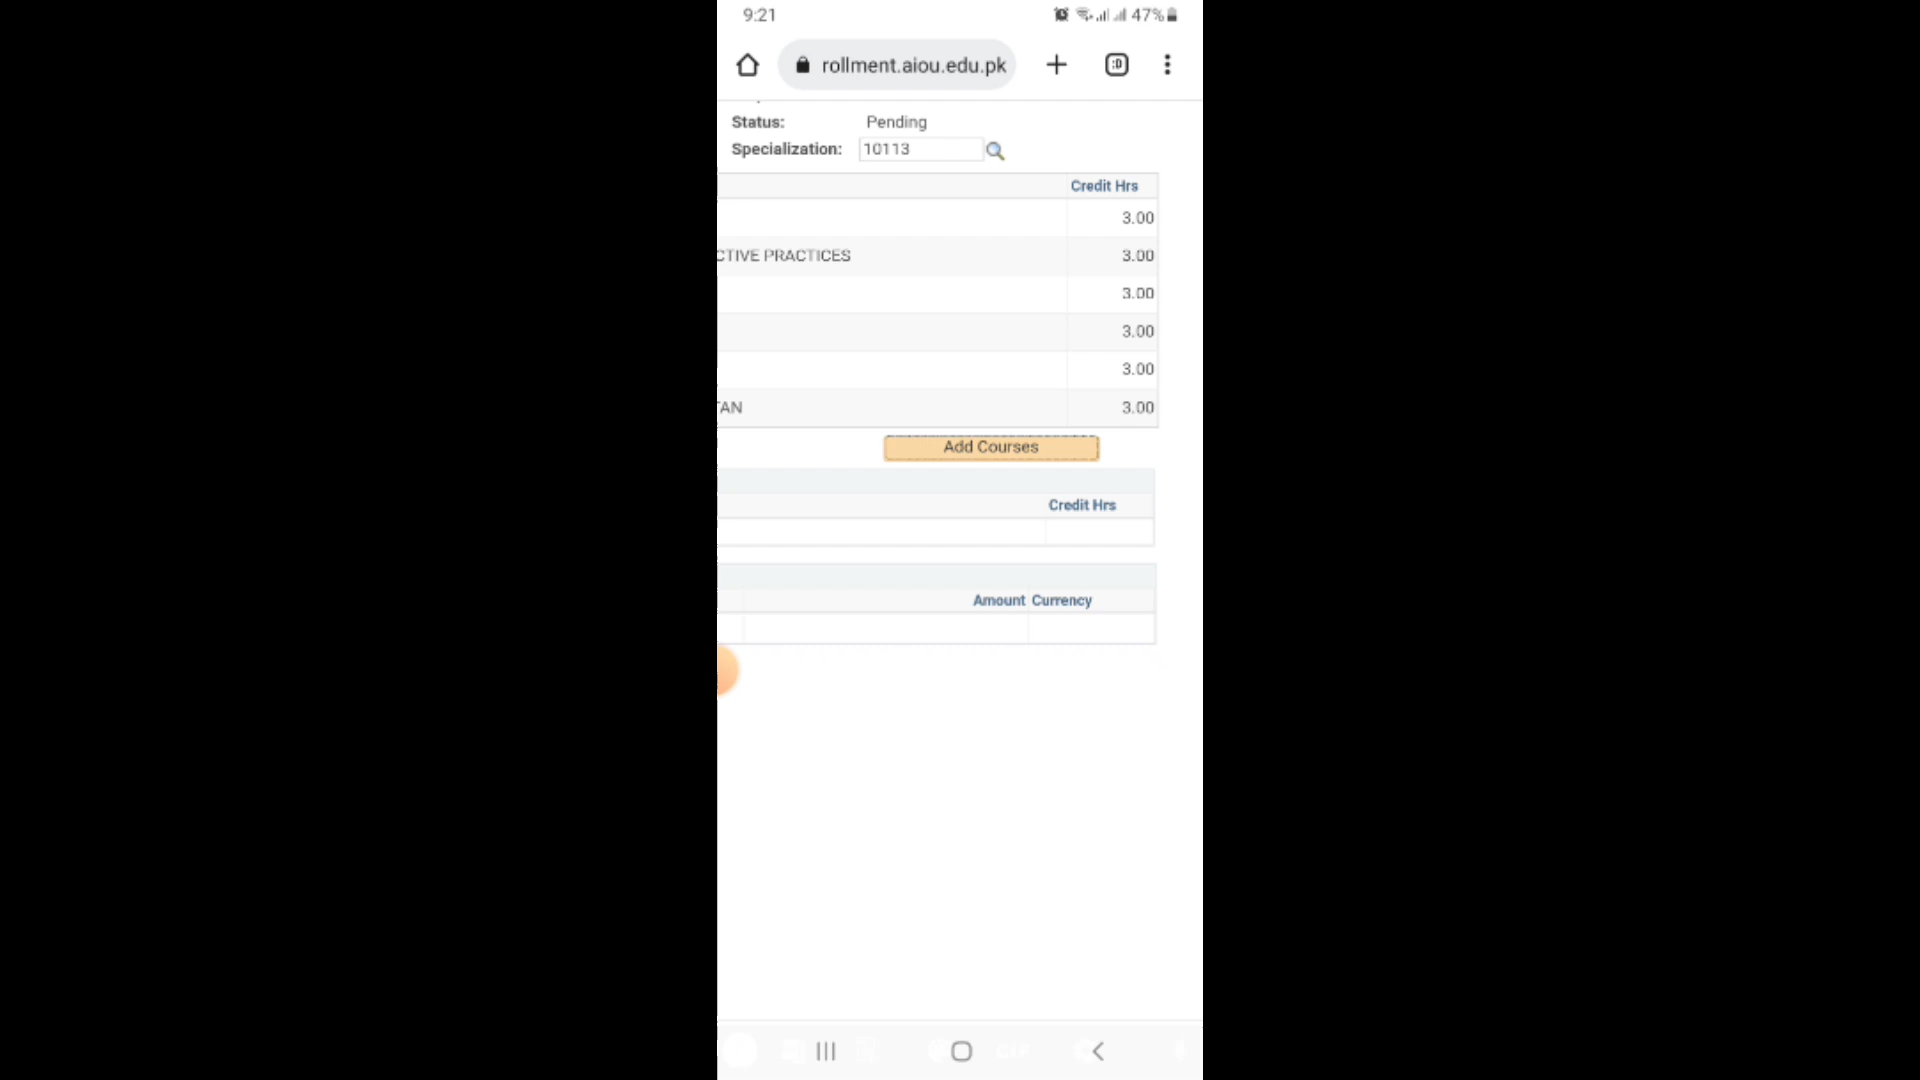 9:21
47%
rollment.aiou.edu.pk
:D
Status: Pending
Specialization: 10113
Credit Hrs
3.00
CTIVE PRACTICES 3.00
3.00
3.00
3.00
TAN 3.00
Add Courses
Credit Hrs
Amount Currency